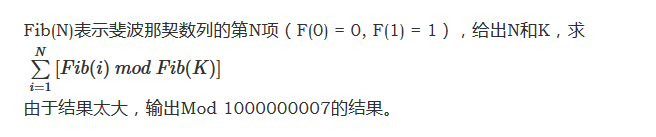 Fib(N)表示斐波那契数列的第N项（F(0) = 0, F(1) = 1），给出N和K，求
N
∑ [Fib(i) mod Fib(K)]
i=1
由于结果太大，输出Mod 1000000007的结果。